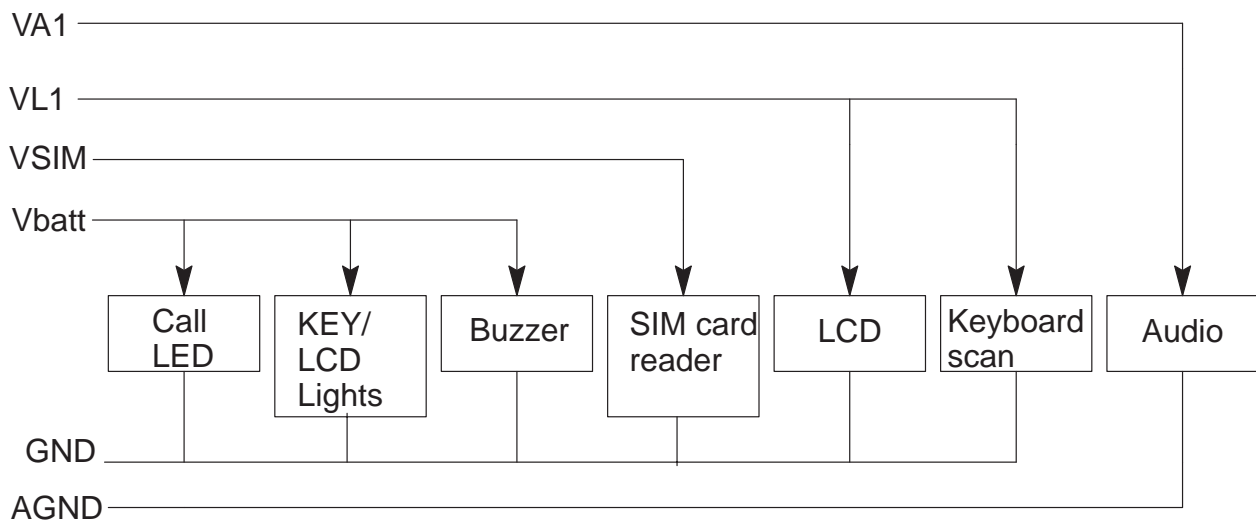 VA1
VL1
VSIM
Vbatt
Call
LED
KEY/
LCD
Lights
Buzzer
SIM card
reader
LCD
Keyboard
scan
Audio
GND
AGND